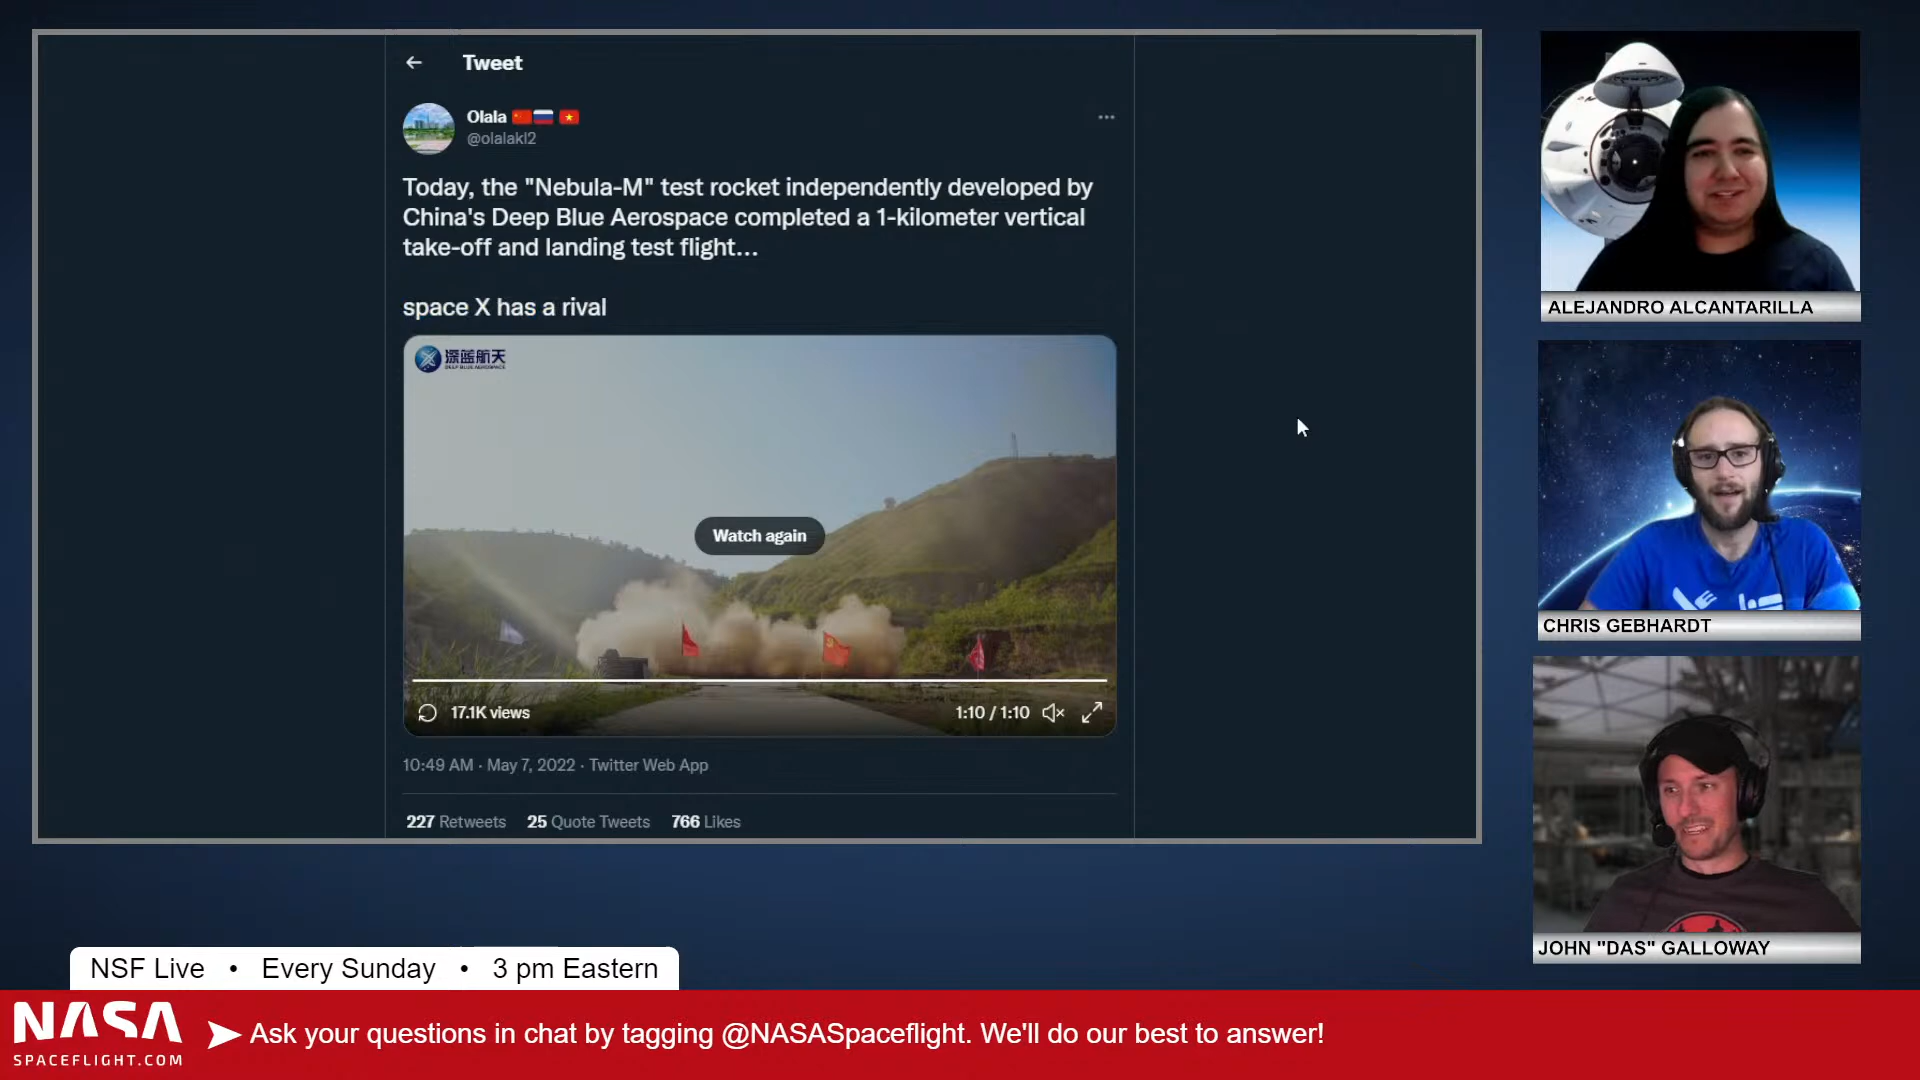 Tweet
Olala
@olalakl2
Today, the "Nebula-M" test rocket independently developed by
China's Deep Blue Aerospace completed a 1-kilometer vertical
take-off and landing test flight...
space X has a rival
深蓝航天
DEEP BLUE AEROSPACE
Watch again
17.1K views
1:10 / 1:10
10:49 AM · May 7, 2022 · Twitter Web App
227 Retweets 25 Quote Tweets 766 Likes
ALEJANDRO ALCANTARILLA
CHRIS GEBHARDT
JOHN "DAS" GALLOWAY
NSF Live • Every Sunday • 3 pm Eastern
NASA
SPACEFLIGHT.COM
Ask your questions in chat by tagging @NASASpaceflight. We'll do our best to answer!